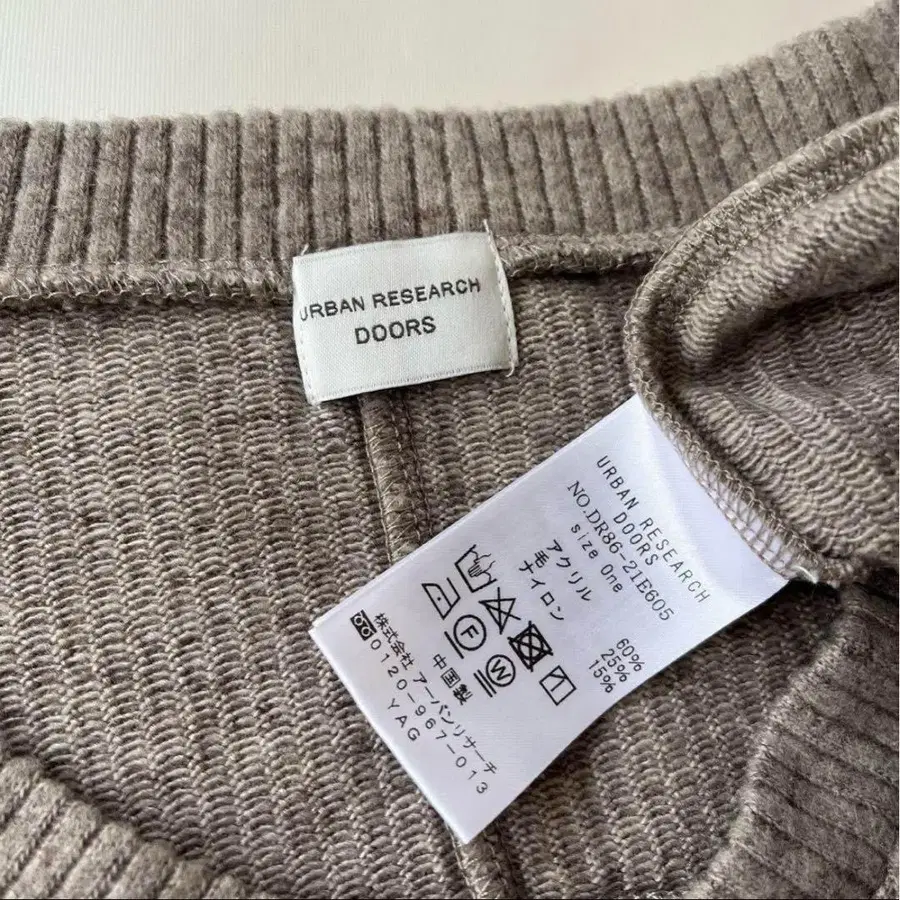 URBAN RESEARCH
DOORS
URBAN RESEARCH
DOORS
NO.DR86-21E605
size One
アクリル 60%
毛 25%
ナイロン 15%
F
W
中国製
株式会社 アーバンリサーチ
0120-967-013
YAG